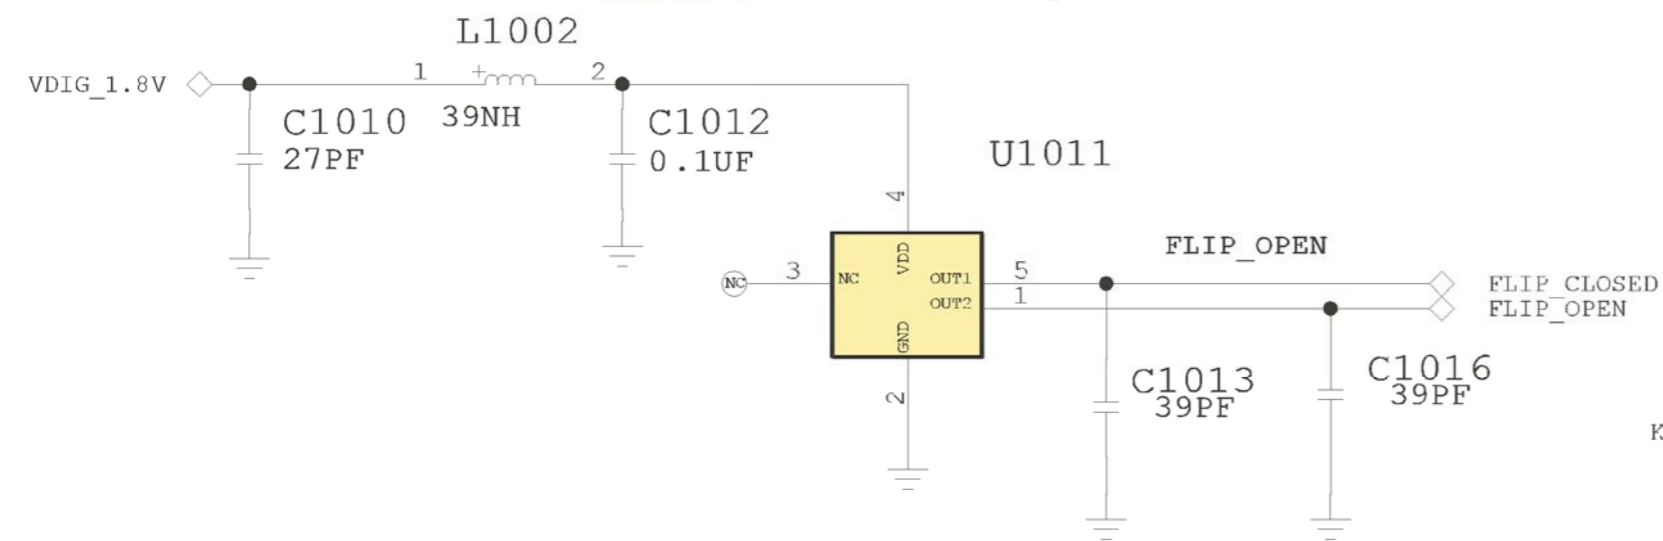 L1002
VDIG_1.8V
1
+
2
C1010
27PF
39NH
C1012
0.1UF
U1011
4
VDD
FLIP_OPEN
NC
3
NC
OUT1
5
FLIP_CLOSED
OUT2
1
FLIP_OPEN
GND
2
C1013
39PF
C1016
39PF
K